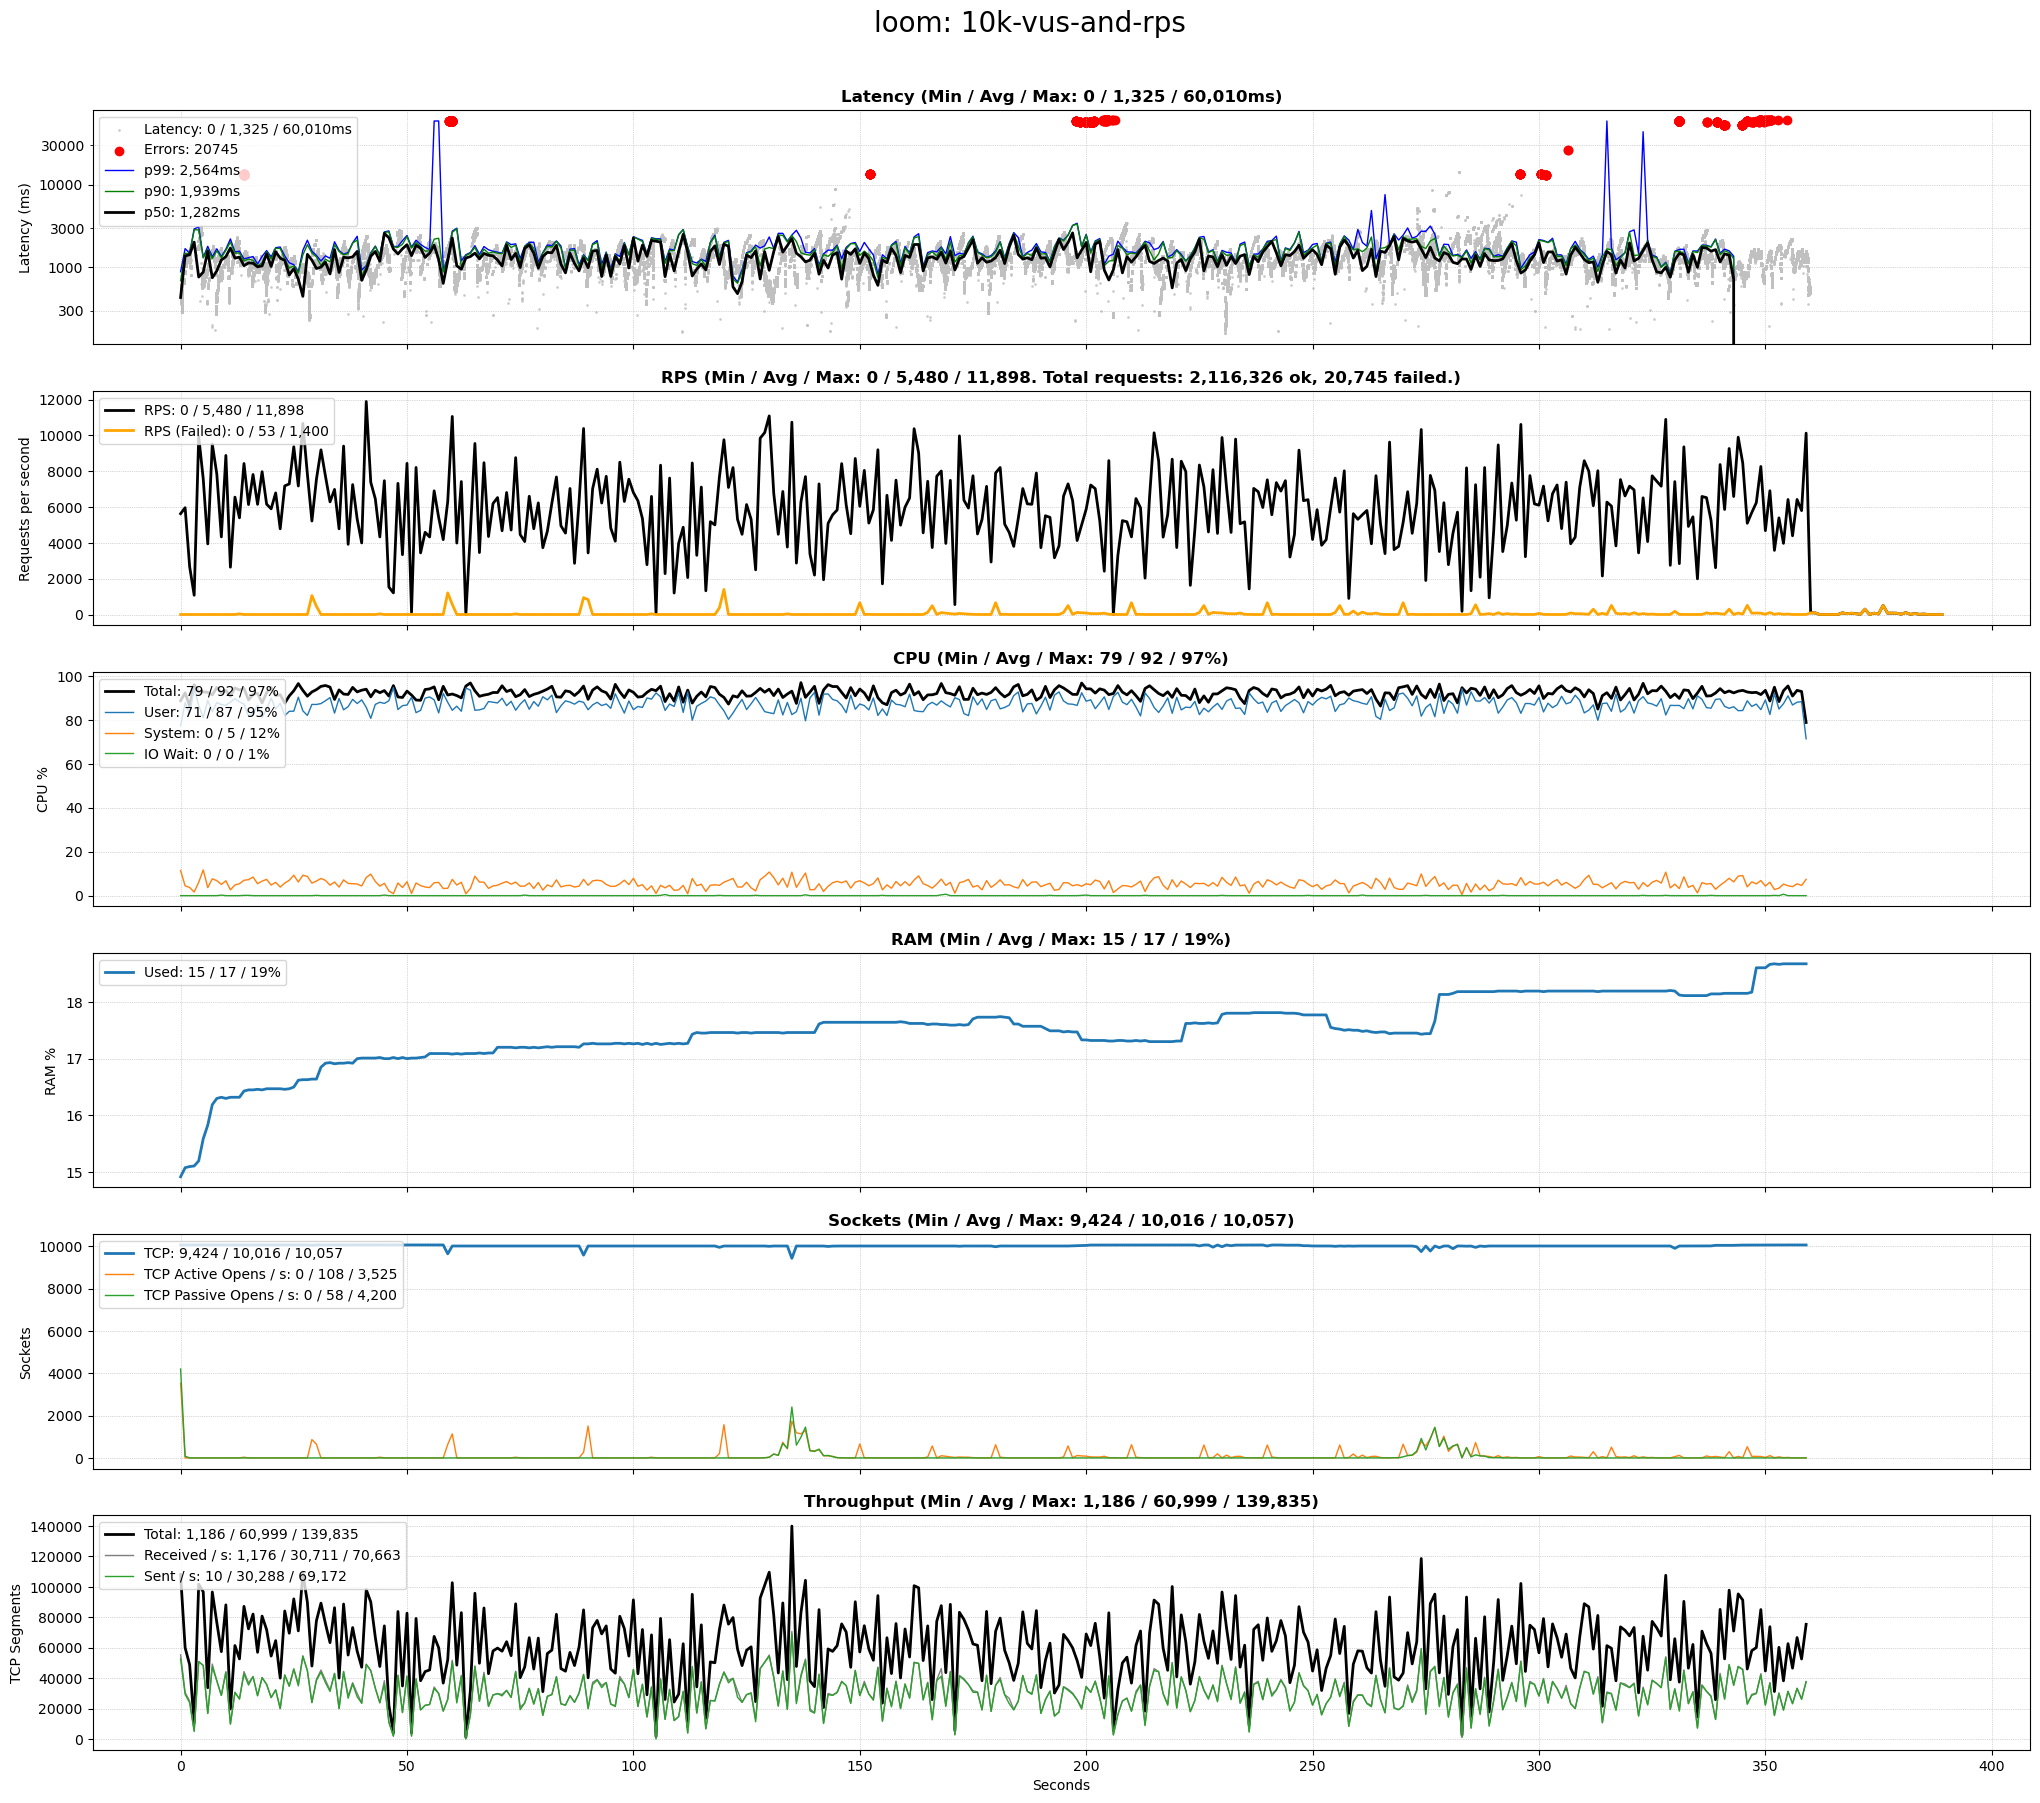 loom: 10k-vus-and-rps
Latency (Min / Avg / Max: 0 / 1,325 / 60,010ms)
Latency (ms)
30000
10000
3000
1000
300
Latency: 0 / 1,325 / 60,010ms
Errors: 20745
p99: 2,564ms
p90: 1,939ms
p50: 1,282ms
RPS (Min / Avg / Max: 0 / 5,480 / 11,898. Total requests: 2,116,326 ok, 20,745 failed.)
Requests per second
12000
10000
8000
6000
4000
2000
0
RPS: 0 / 5,480 / 11,898
RPS (Failed): 0 / 53 / 1,400
CPU (Min / Avg / Max: 79 / 92 / 97%)
CPU %
100
80
60
40
20
0
Total: 79 / 92 / 97%
User: 71 / 87 / 95%
System: 0 / 5 / 12%
IO Wait: 0 / 0 / 1%
RAM (Min / Avg / Max: 15 / 17 / 19%)
RAM %
18
17
16
15
Used: 15 / 17 / 19%
Sockets (Min / Avg / Max: 9,424 / 10,016 / 10,057)
Sockets
10000
8000
6000
4000
2000
0
TCP: 9,424 / 10,016 / 10,057
TCP Active Opens / s: 0 / 108 / 3,525
TCP Passive Opens / s: 0 / 58 / 4,200
Throughput (Min / Avg / Max: 1,186 / 60,999 / 139,835)
TCP Segments
140000
120000
100000
80000
60000
40000
20000
0
Total: 1,186 / 60,999 / 139,835
Received / s: 1,176 / 30,711 / 70,663
Sent / s: 10 / 30,288 / 69,172
0 50 100 150 200 250 300 350 400
Seconds